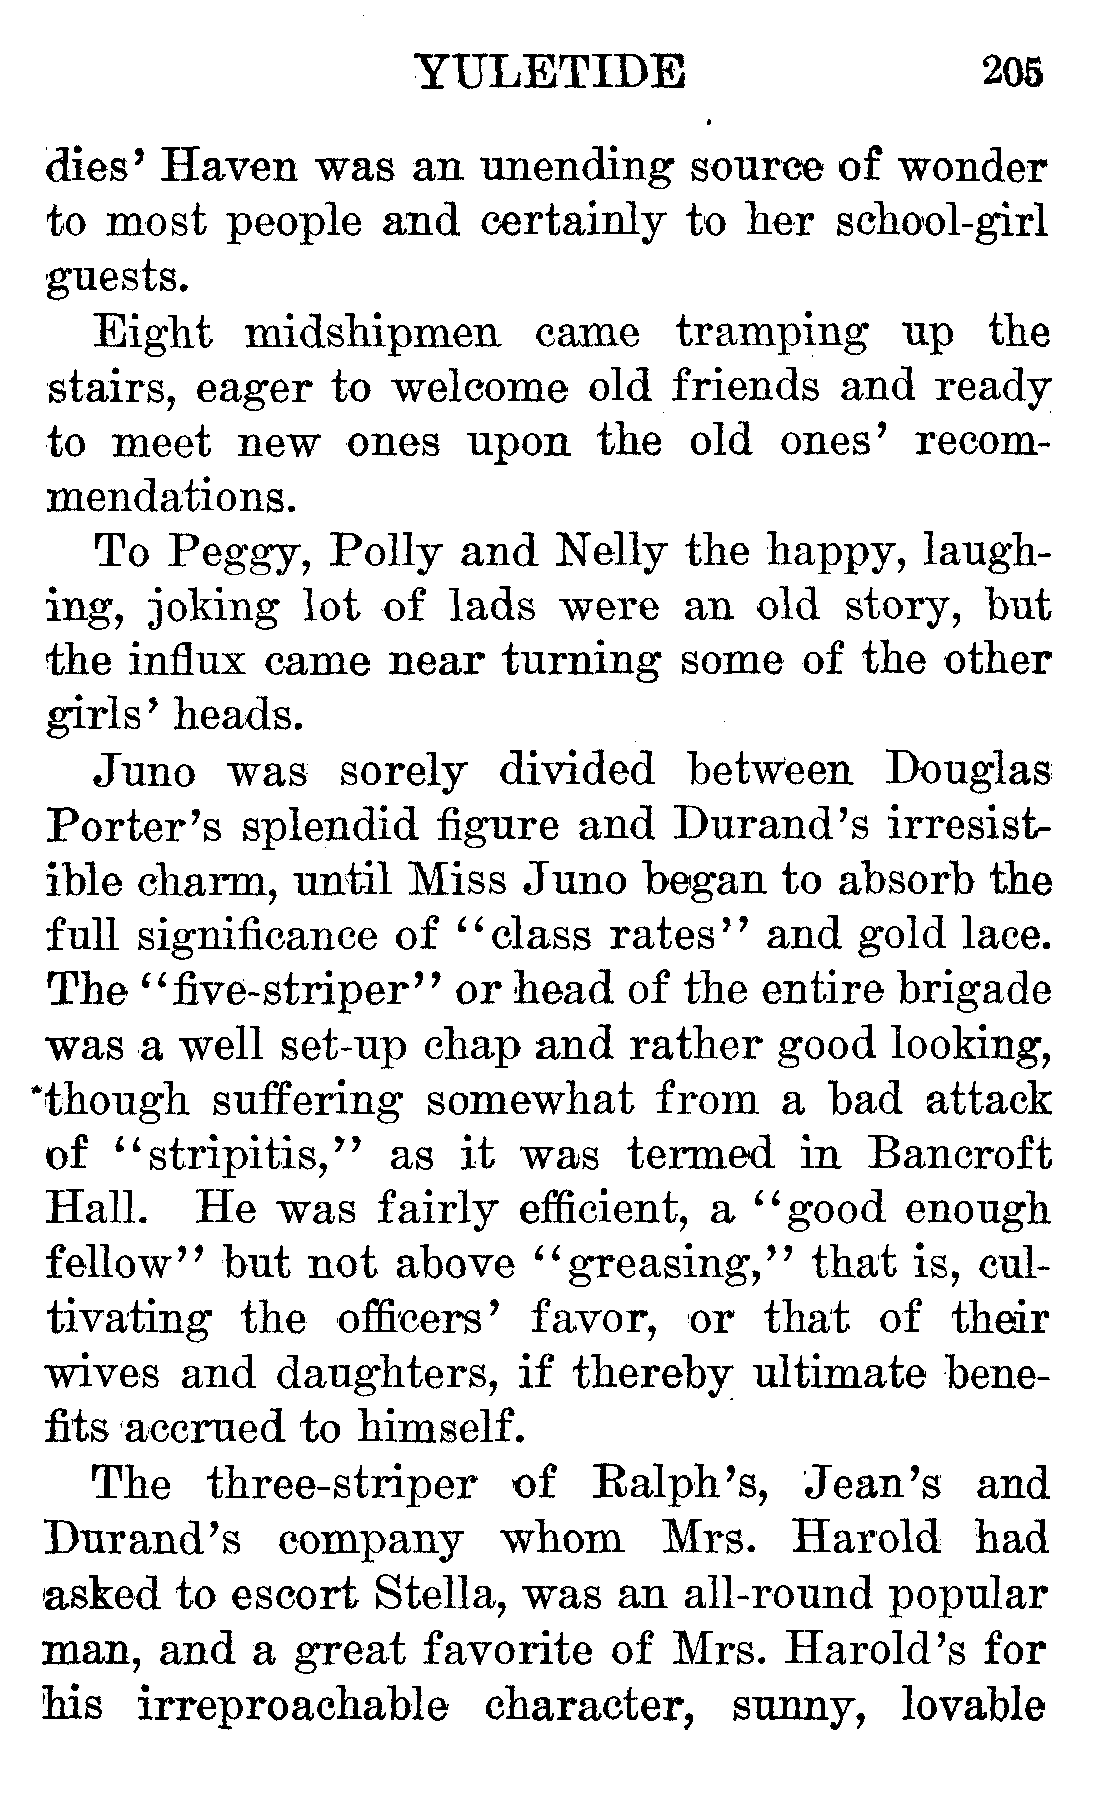 YULETIDE 205
dies' Haven was an unending source of wonder
to most people and certainly to her school-girl
guests.
Eight midshipmen came tramping up the
stairs, eager to welcome old friends and ready
to meet new ones upon the old ones' recom-
mendations.
To Peggy, Polly and Nelly the happy, laugh-
ing, joking lot of lads were an old story, but
the influx came near turning some of the other
girls' heads.
Juno was sorely divided between Douglas
Porter's splendid figure and Durand's irresist-
ible charm, until Miss Juno began to absorb the
full significance of "class rates" and gold lace.
The "five-striper" or head of the entire brigade
was a well set-up chap and rather good looking,
though suffering somewhat from a bad attack
of "stripitis," as it was termed in Bancroft
Hall. He was fairly efficient, a "good enough
fellow" but not above "greasing," that is, cul-
tivating the officers' favor, or that of their
wives and daughters, if thereby ultimate bene-
fits accrued to himself.
The three-striper of Ralph's, Jean's and
Durand's company whom Mrs. Harold had
asked to escort Stella, was an all-round popular
man, and a great favorite of Mrs. Harold's for
his irreproachable character, sunny, lovable